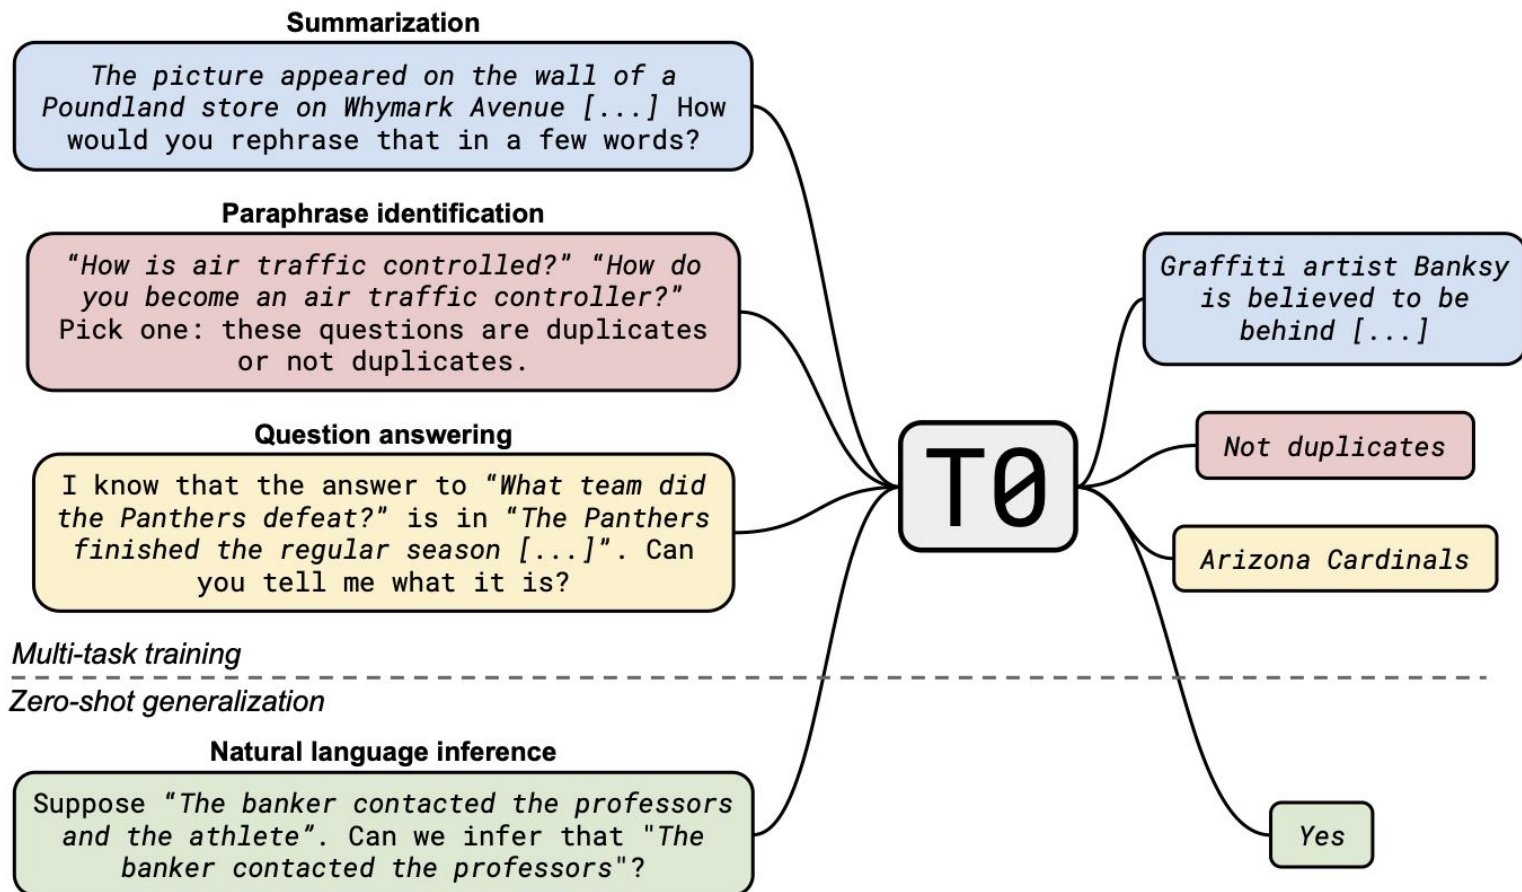 Summarization
The picture appeared on the wall of a
Poundland store on Whymark Avenue [...] How
would you rephrase that in a few words?
Paraphrase identification
“How is air traffic controlled?” “How do
you become an air traffic controller?”
Pick one: these questions are duplicates
or not duplicates.
Question answering
I know that the answer to “What team did
the Panthers defeat?” is in “The Panthers
finished the regular season [...]”. Can
you tell me what it is?
Multi-task training
Zero-shot generalization
Natural language inference
Suppose “The banker contacted the professors
and the athlete”. Can we infer that "The
banker contacted the professors"?
T0
Graffiti artist Banksy
is believed to be
behind [...]
Not duplicates
Arizona Cardinals
Yes